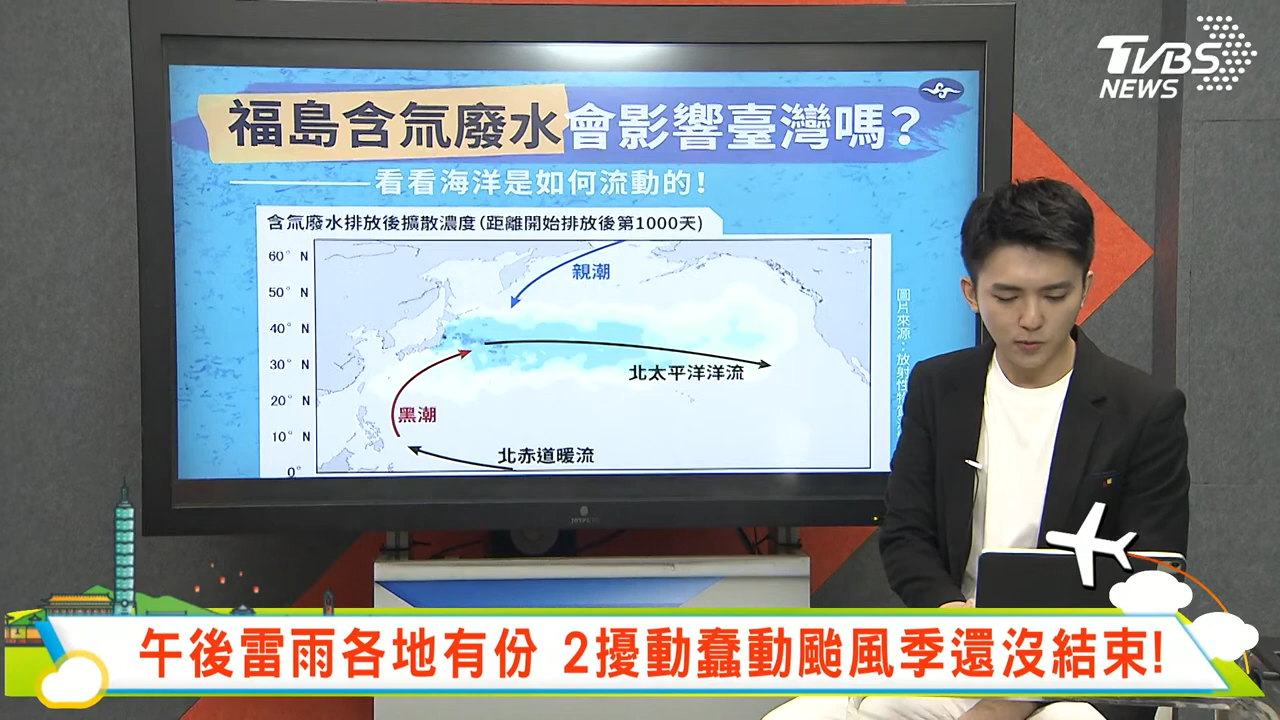 TVBS
NEWS
福島含氚廢水會影響臺灣嗎?
看看海洋是如何流動的!
含氚廢水排放後擴散濃度(距離開始排放後第1000天)
60° N
50° N
40° N
30° N
20° N
10° N
0°
親潮
北太平洋洋流
黑潮
北赤道暖流
圖片來源:放射性物質
午後雷雨各地有份 2擾動蠢動颱風季還沒結束!